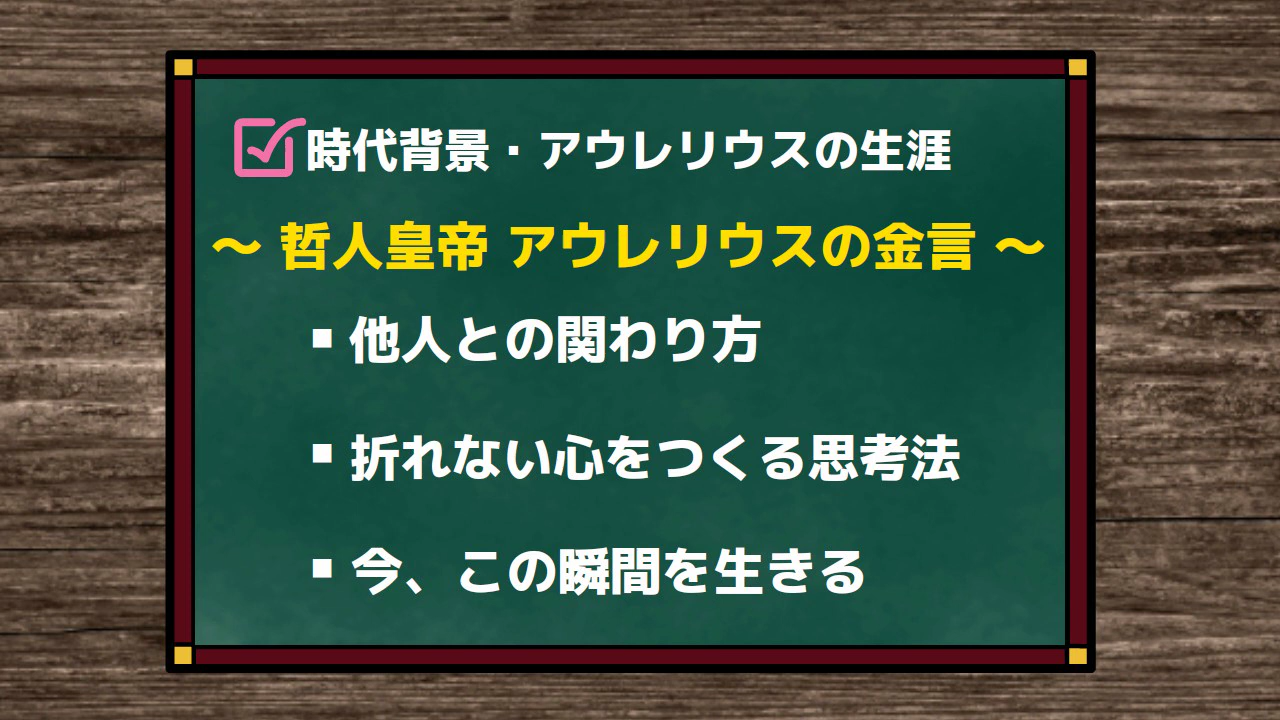 時代背景・アウレリウスの生涯
〜 哲人皇帝 アウレリウスの金言 〜
▪ 他人との関わり方
▪ 折れない心をつくる思考法
▪ 今、この瞬間を生きる